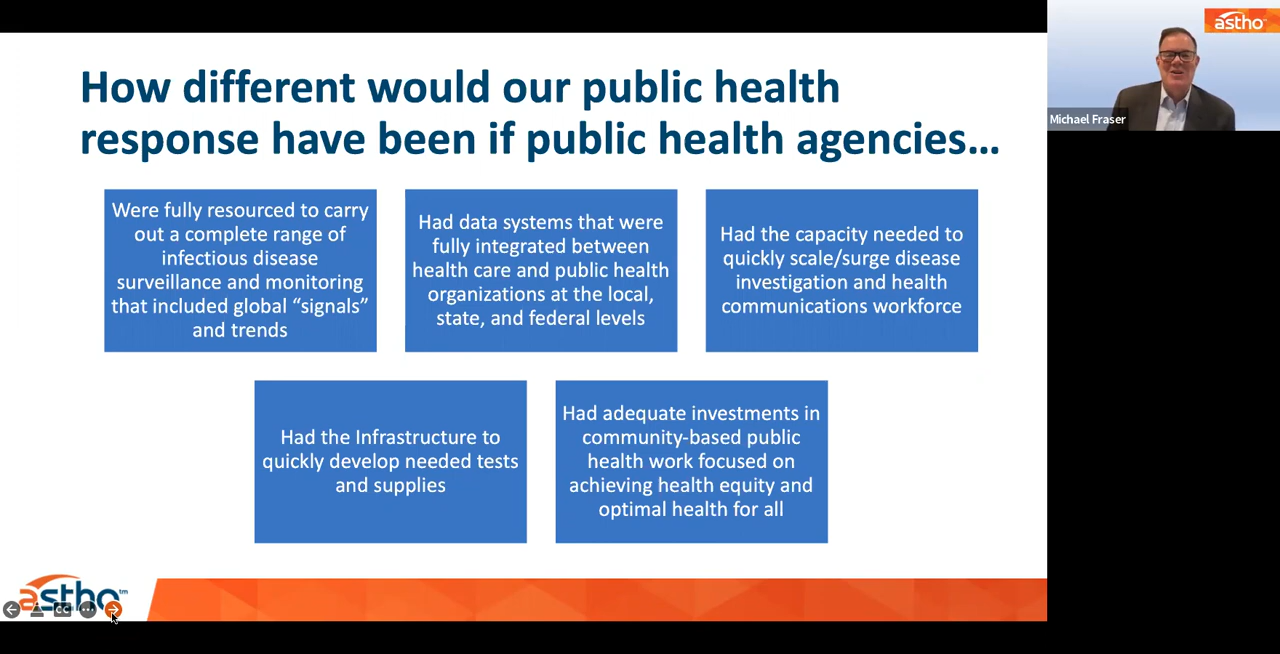 How different would our public health
response have been if public health agencies...
Were fully resourced to carry
out a complete range of
infectious disease
surveillance and monitoring
that included global “signals”
and trends
Had data systems that were
fully integrated between
health care and public health
organizations at the local,
state, and federal levels
Had the capacity needed to
quickly scale/surge disease
investigation and health
communications workforce
Had the Infrastructure to
quickly develop needed tests
and supplies
Had adequate investments in
community-based public
health work focused on
achieving health equity and
optimal health for all
astho™
CC
astho™
Michael Fraser